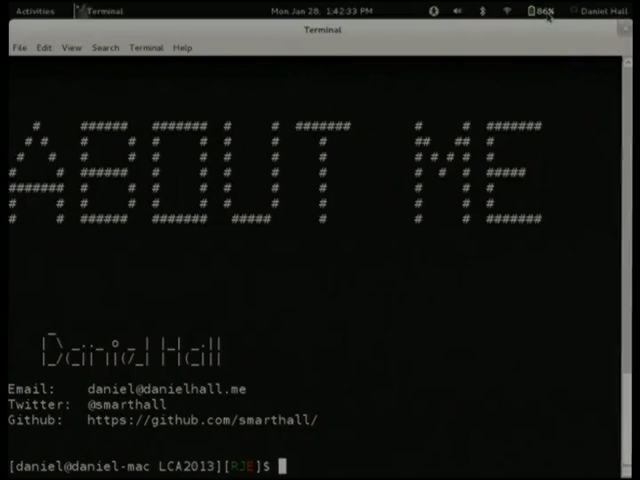 Activities Terminal Mon Jan 28, 1:42:33 PM 86% Daniel Hall
Terminal
File Edit View Search Terminal Help
ABOUT ME
Daniel Hall
Email: daniel@danielhall.me
Twitter: @smarthall
Github: https://github.com/smarthall/
[daniel@daniel-mac LCA2013][RJE]$